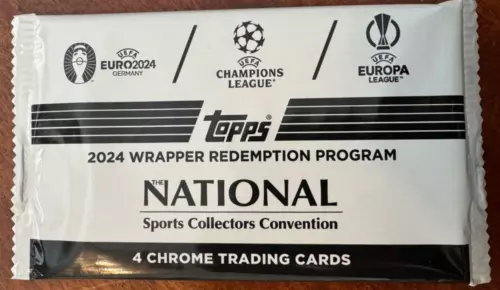 UEFA
EURO2024
GERMANY
UEFA
CHAMPIONS
LEAGUE
UEFA
EUROPA
LEAGUE
Topps
2024 WRAPPER REDEMPTION PROGRAM
THE NATIONAL
Sports Collectors Convention
4 CHROME TRADING CARDS